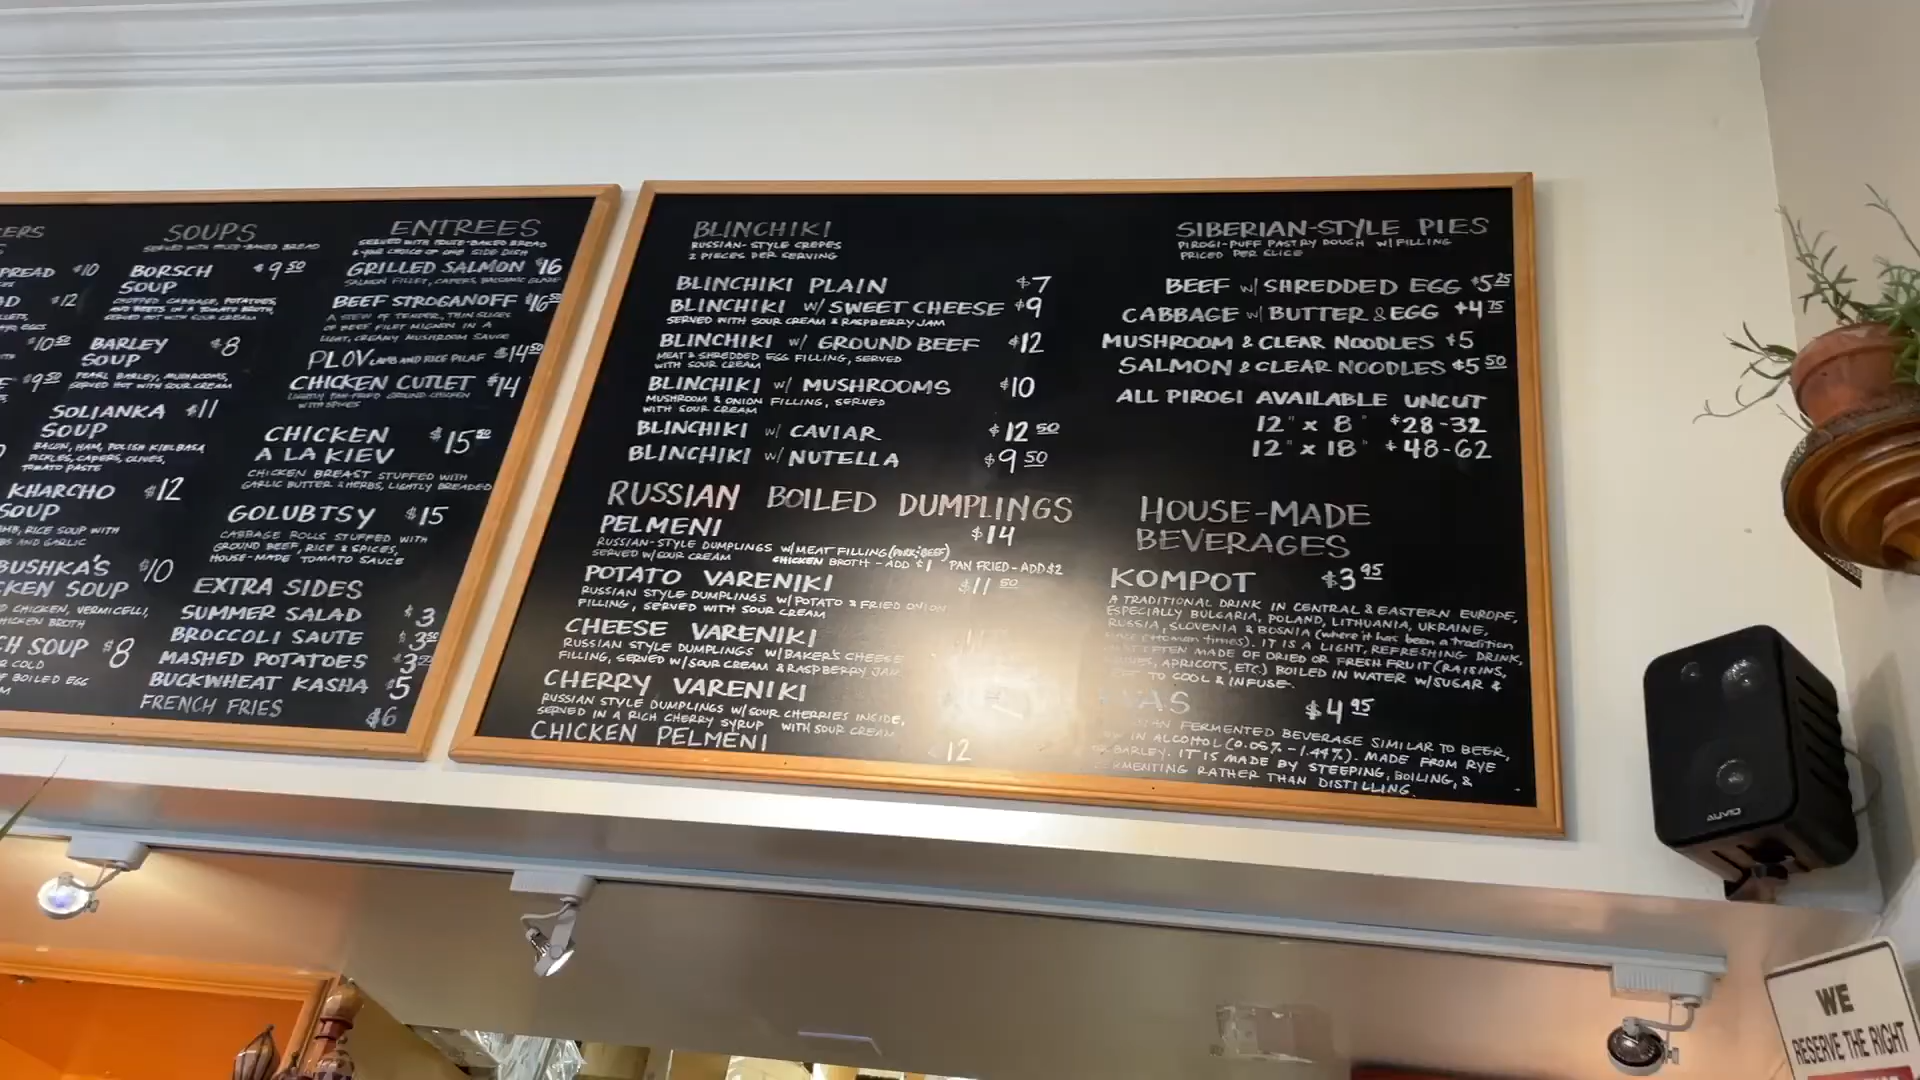 ERS
SPREAD $10
$12
EGGS
$10 50
$9 50
SOUPS
SERVED WITH HOUSE-BAKED BREAD
BORSCH $9 50
SOUP
CHOPPED CABBAGE, POTATOES,
AND BEETS IN A TOMATO BROTH,
SERVED HOT WITH SOUR CREAM
BARLEY $8
SOUP
PEARL BARLEY, MUSHROOMS,
SERVED HOT WITH SOUR CREAM
SOLIANKA $11
SOUP
BACON, HAM, POLISH KIELBASA
PICKLES, CAPERS, OLIVES,
TOMATO PASTE
KHARCHO $12
SOUP
RICE SOUP WITH
AND GARLIC
BUSHKA'S $10
CKEN SOUP
CHICKEN, VERMICELLI,
CHICKEN BROTH
CH SOUP $8
COLD
BOILED EGG
ENTREES
SERVED WITH HOUSE-BAKED BREAD
& YOUR CHOICE OF ONE SIDE DISH
GRILLED SALMON $16
SALMON FILLET, CAPERS, BALSAMIC GLAZE
BEEF STROGANOFF $16 50
A STEW OF TENDER, THIN SLICES
OF BEEF FILET MIGNON IN A
LIGHT, CREAMY MUSHROOM SAUCE
PLOV LAMB AND RICE PILAF $14 50
CHICKEN CUTLET $14
LIGHTLY PAN-FRIED GROUND CHICKEN
WITH SPICES
CHICKEN $15 50
A LA KIEV
CHICKEN BREAST STUFFED WITH
GARLIC BUTTER & HERBS, LIGHTLY BREADED
GOLUBTSY $15
CABBAGE ROLLS STUFFED WITH
GROUND BEEF, RICE & SPICES,
HOUSE-MADE TOMATO SAUCE
EXTRA SIDES
SUMMER SALAD $3
BROCCOLI SAUTE $3 50
MASHED POTATOES $3 50
BUCKWHEAT KASHA $5
FRENCH FRIES $6
BLINCHIKI
RUSSIAN-STYLE CREPES
2 PIECES PER SERVING
BLINCHIKI PLAIN $7
BLINCHIKI W/ SWEET CHEESE $9
SERVED WITH SOUR CREAM & RASPBERRY JAM
BLINCHIKI W/ GROUND BEEF $12
MEAT & SHREDDED EGG FILLING, SERVED
WITH SOUR CREAM
BLINCHIKI W/ MUSHROOMS $10
MUSHROOM & ONION FILLING, SERVED
WITH SOUR CREAM
BLINCHIKI W/ CAVIAR $12 50
BLINCHIKI W/ NUTELLA $9 50
RUSSIAN BOILED DUMPLINGS
PELMENI $14
RUSSIAN-STYLE DUMPLINGS W/MEAT FILLING (PORK & BEEF)
SERVED W/SOUR CREAM CHICKEN BROTH - ADD $1 PAN FRIED - ADD $2
POTATO VARENIKI $11 50
RUSSIAN STYLE DUMPLINGS W/POTATO & FRIED ONION
FILLING, SERVED WITH SOUR CREAM
CHEESE VARENIKI
RUSSIAN STYLE DUMPLINGS W/BAKER'S CHEESE
FILLING, SERVED W/SOUR CREAM & RASPBERRY JAM
CHERRY VARENIKI
RUSSIAN STYLE DUMPLINGS W/SOUR CHERRIES INSIDE,
SERVED IN A RICH CHERRY SYRUP WITH SOUR CREAM
CHICKEN PELMENI 12
SIBERIAN-STYLE PIES
PIROGI-PUFF PASTRY DOUGH W/FILLING
PRICED PER SLICE
BEEF W/ SHREDDED EGG $5 25
CABBAGE W/ BUTTER & EGG $4 75
MUSHROOM & CLEAR NOODLES $5
SALMON & CLEAR NOODLES $5 50
ALL PIROGI AVAILABLE UNCUT
12" x 8" $28-32
12" x 18" $48-62
HOUSE-MADE
BEVERAGES
KOMPOT $3 95
A TRADITIONAL DRINK IN CENTRAL & EASTERN EUROPE,
ESPECIALLY BULGARIA, POLAND, LITHUANIA, UKRAINE,
RUSSIA, SLOVENIA & BOSNIA (where it has been a tradition
since ottoman times). IT IS A LIGHT, REFRESHING DRINK,
MOST OFTEN MADE OF DRIED OR FRESH FRUIT (RAISINS,
APRICOTS, ETC) BOILED IN WATER W/SUGAR &
LEFT TO COOL & INFUSE.
KVAS $4 95
FERMENTED BEVERAGE SIMILAR TO BEER,
IN ALCOHOL (0.05% - 1.44%). MADE FROM RYE
OR BARLEY. IT IS MADE BY STEEPING, BOILING, &
FERMENTING RATHER THAN DISTILLING.
AUVIO
WE
RESERVE THE RIGHT